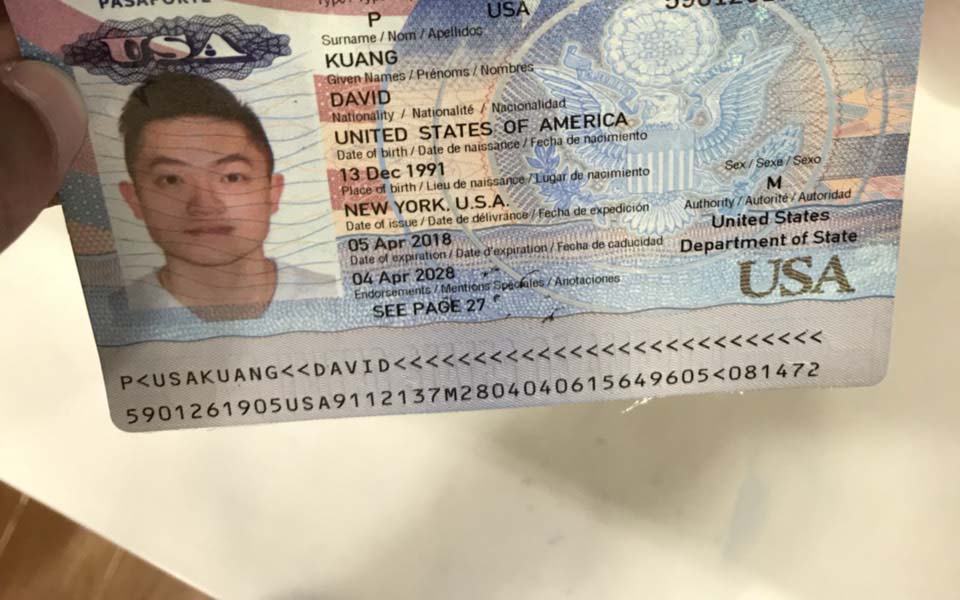 PASAPORTE
USA
P USA
Surname / Nom / Apellidos
KUANG
Given Names / Prénoms / Nombres
DAVID
Nationality / Nationalité / Nacionalidad
UNITED STATES OF AMERICA
Date of birth / Date de naissance / Fecha de nacimiento
13 Dec 1991
Place of birth / Lieu de naissance / Lugar de nacimiento
Sex / Sexe / Sexo
NEW YORK, U.S.A.
M
Date of issue / Date de délivrance / Fecha de expedición
Authority / Autorité / Autoridad
05 Apr 2018
United States
Date of expiration / Date d'expiration / Fecha de caducidad
Department of State
04 Apr 2028
USA
Endorsements / Mentions Spéciales / Anotaciones
SEE PAGE 27
P<USAKUANG<<DAVID<<<<<<<<<<<<<<<<<<<<<<<<<<<
5901261905USA9112137M2804040615649605<081472